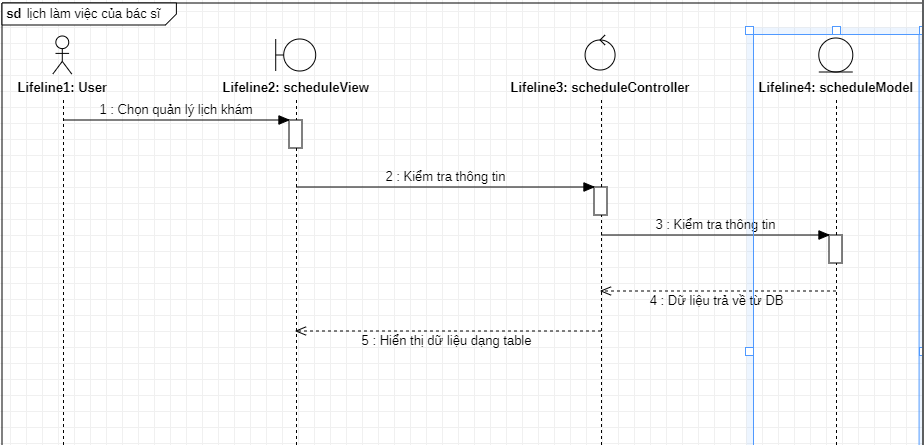 sd lịch làm việc của bác sĩ
Lifeline1: User
Lifeline2: scheduleView
Lifeline3: scheduleController
Lifeline4: scheduleModel
1 : Chọn quản lý lịch khám
2 : Kiểm tra thông tin
3 : Kiểm tra thông tin
4 : Dữ liệu trả về từ DB
5 : Hiển thị dữ liệu dạng table